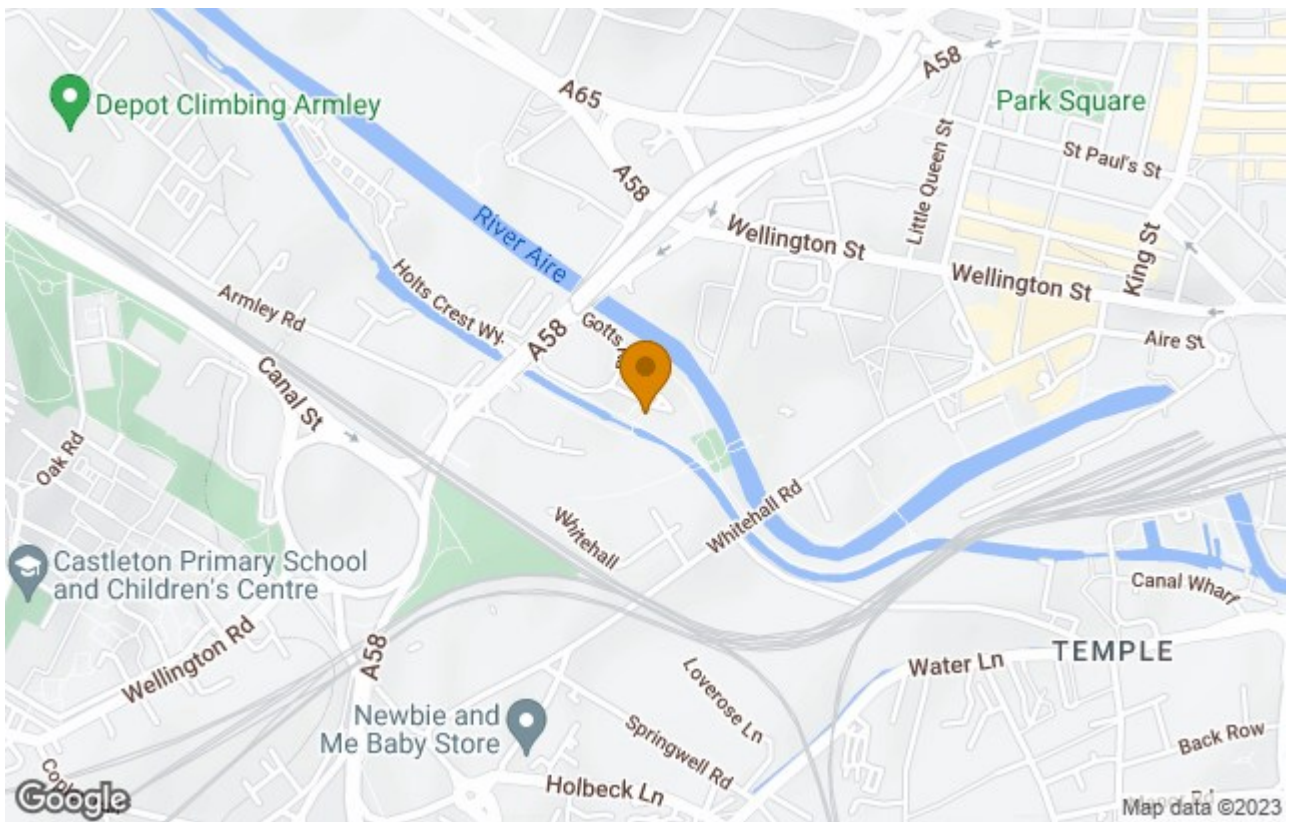 A58
A65
Park Square
Depot Climbing Armley
St Paul's St
A58
Little Queen St
River Aire
Wellington St
King St
Wellington St
Holts Crest Wy
Armley Rd
Gotts
A58
Aire St
Canal St
Oak Rd
Whitehall Rd
Whitehall
Castleton Primary School
and Children's Centre
Canal Wharf
Wellington Rd
A58
Water Ln
TEMPLE
Loverose Ln
Newbie and
Me Baby Store
Springwell Rd
Back Row
Holbeck Ln
Google
Map data ©2023